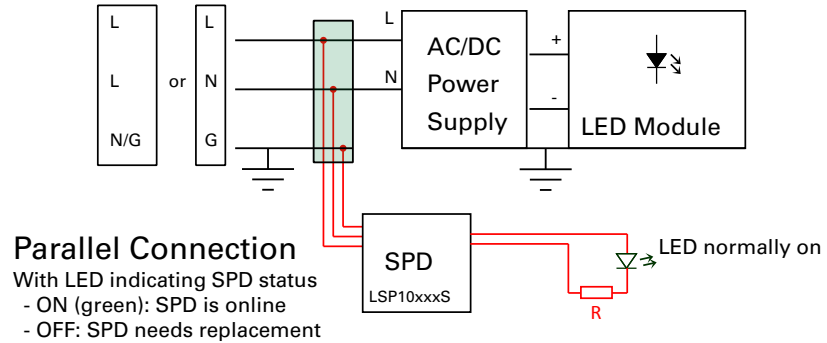 L
L
N/G
or
L
N
G
L
N
AC/DC
Power
Supply
+
-
LED Module
SPD
LSP10xxxS
LED normally on
R
Parallel Connection
With LED indicating SPD status
- ON (green): SPD is online
- OFF: SPD needs replacement